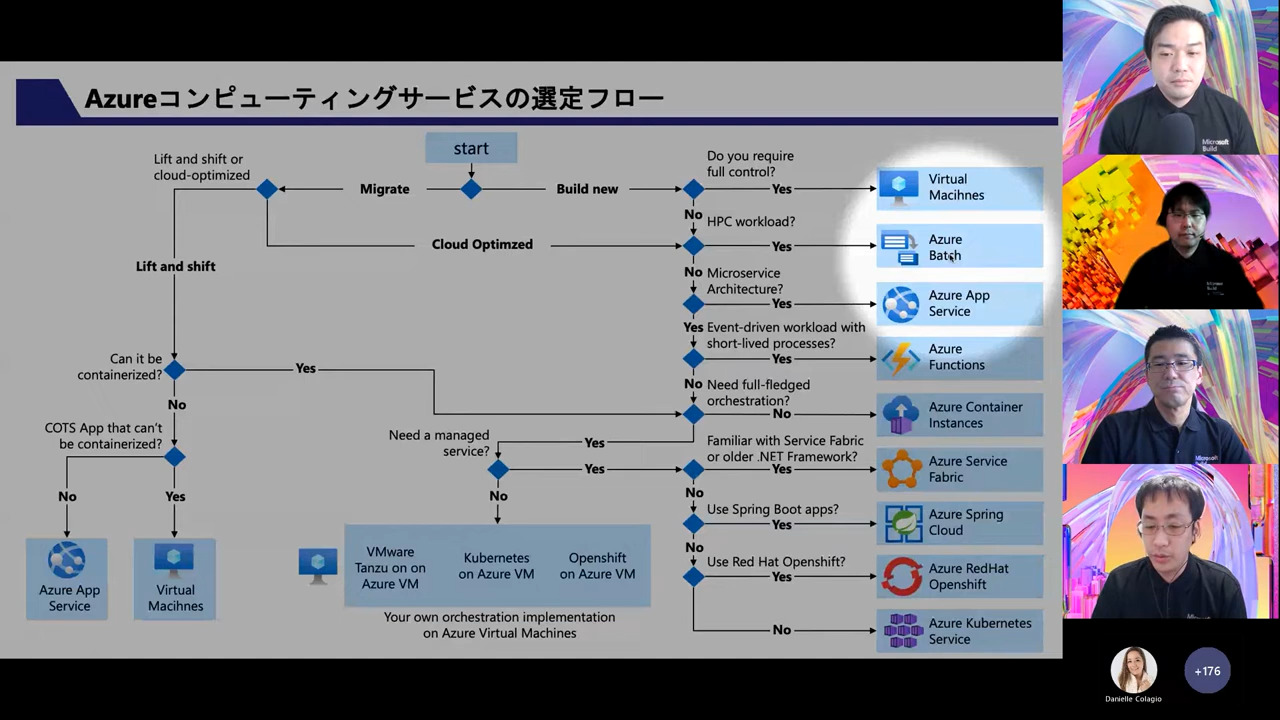 Azureコンピューティングサービスの選定フロー
start
Lift and shift or
cloud-optimized
Migrate
Build new
Do you require
full control?
Yes
Virtual
Macihnes
No
HPC workload?
Cloud Optimzed
Yes
Azure
Batch
Lift and shift
No
Microservice
Architecture?
Yes
Azure App
Service
Yes
Event-driven workload with
short-lived processes?
Yes
Azure
Functions
Can it be
containerized?
Yes
No
Need full-fledged
orchestration?
No
Azure Container
Instances
No
COTS App that can't
be containerized?
Need a managed
service?
Yes
Yes
Familiar with Service Fabric
or older .NET Framework?
Yes
Azure Service
Fabric
No
Yes
No
No
Use Spring Boot apps?
Yes
Azure Spring
Cloud
No
Use Red Hat Openshift?
Yes
Azure RedHat
Openshift
No
Azure Kubernetes
Service
Azure App
Service
Virtual
Macihnes
VMware
Tanzu on on
Azure VM
Kubernetes
on Azure VM
Openshift
on Azure VM
Your own orchestration implementation
on Azure Virtual Machines
Microsoft
Build
Danielle Colagio
+176